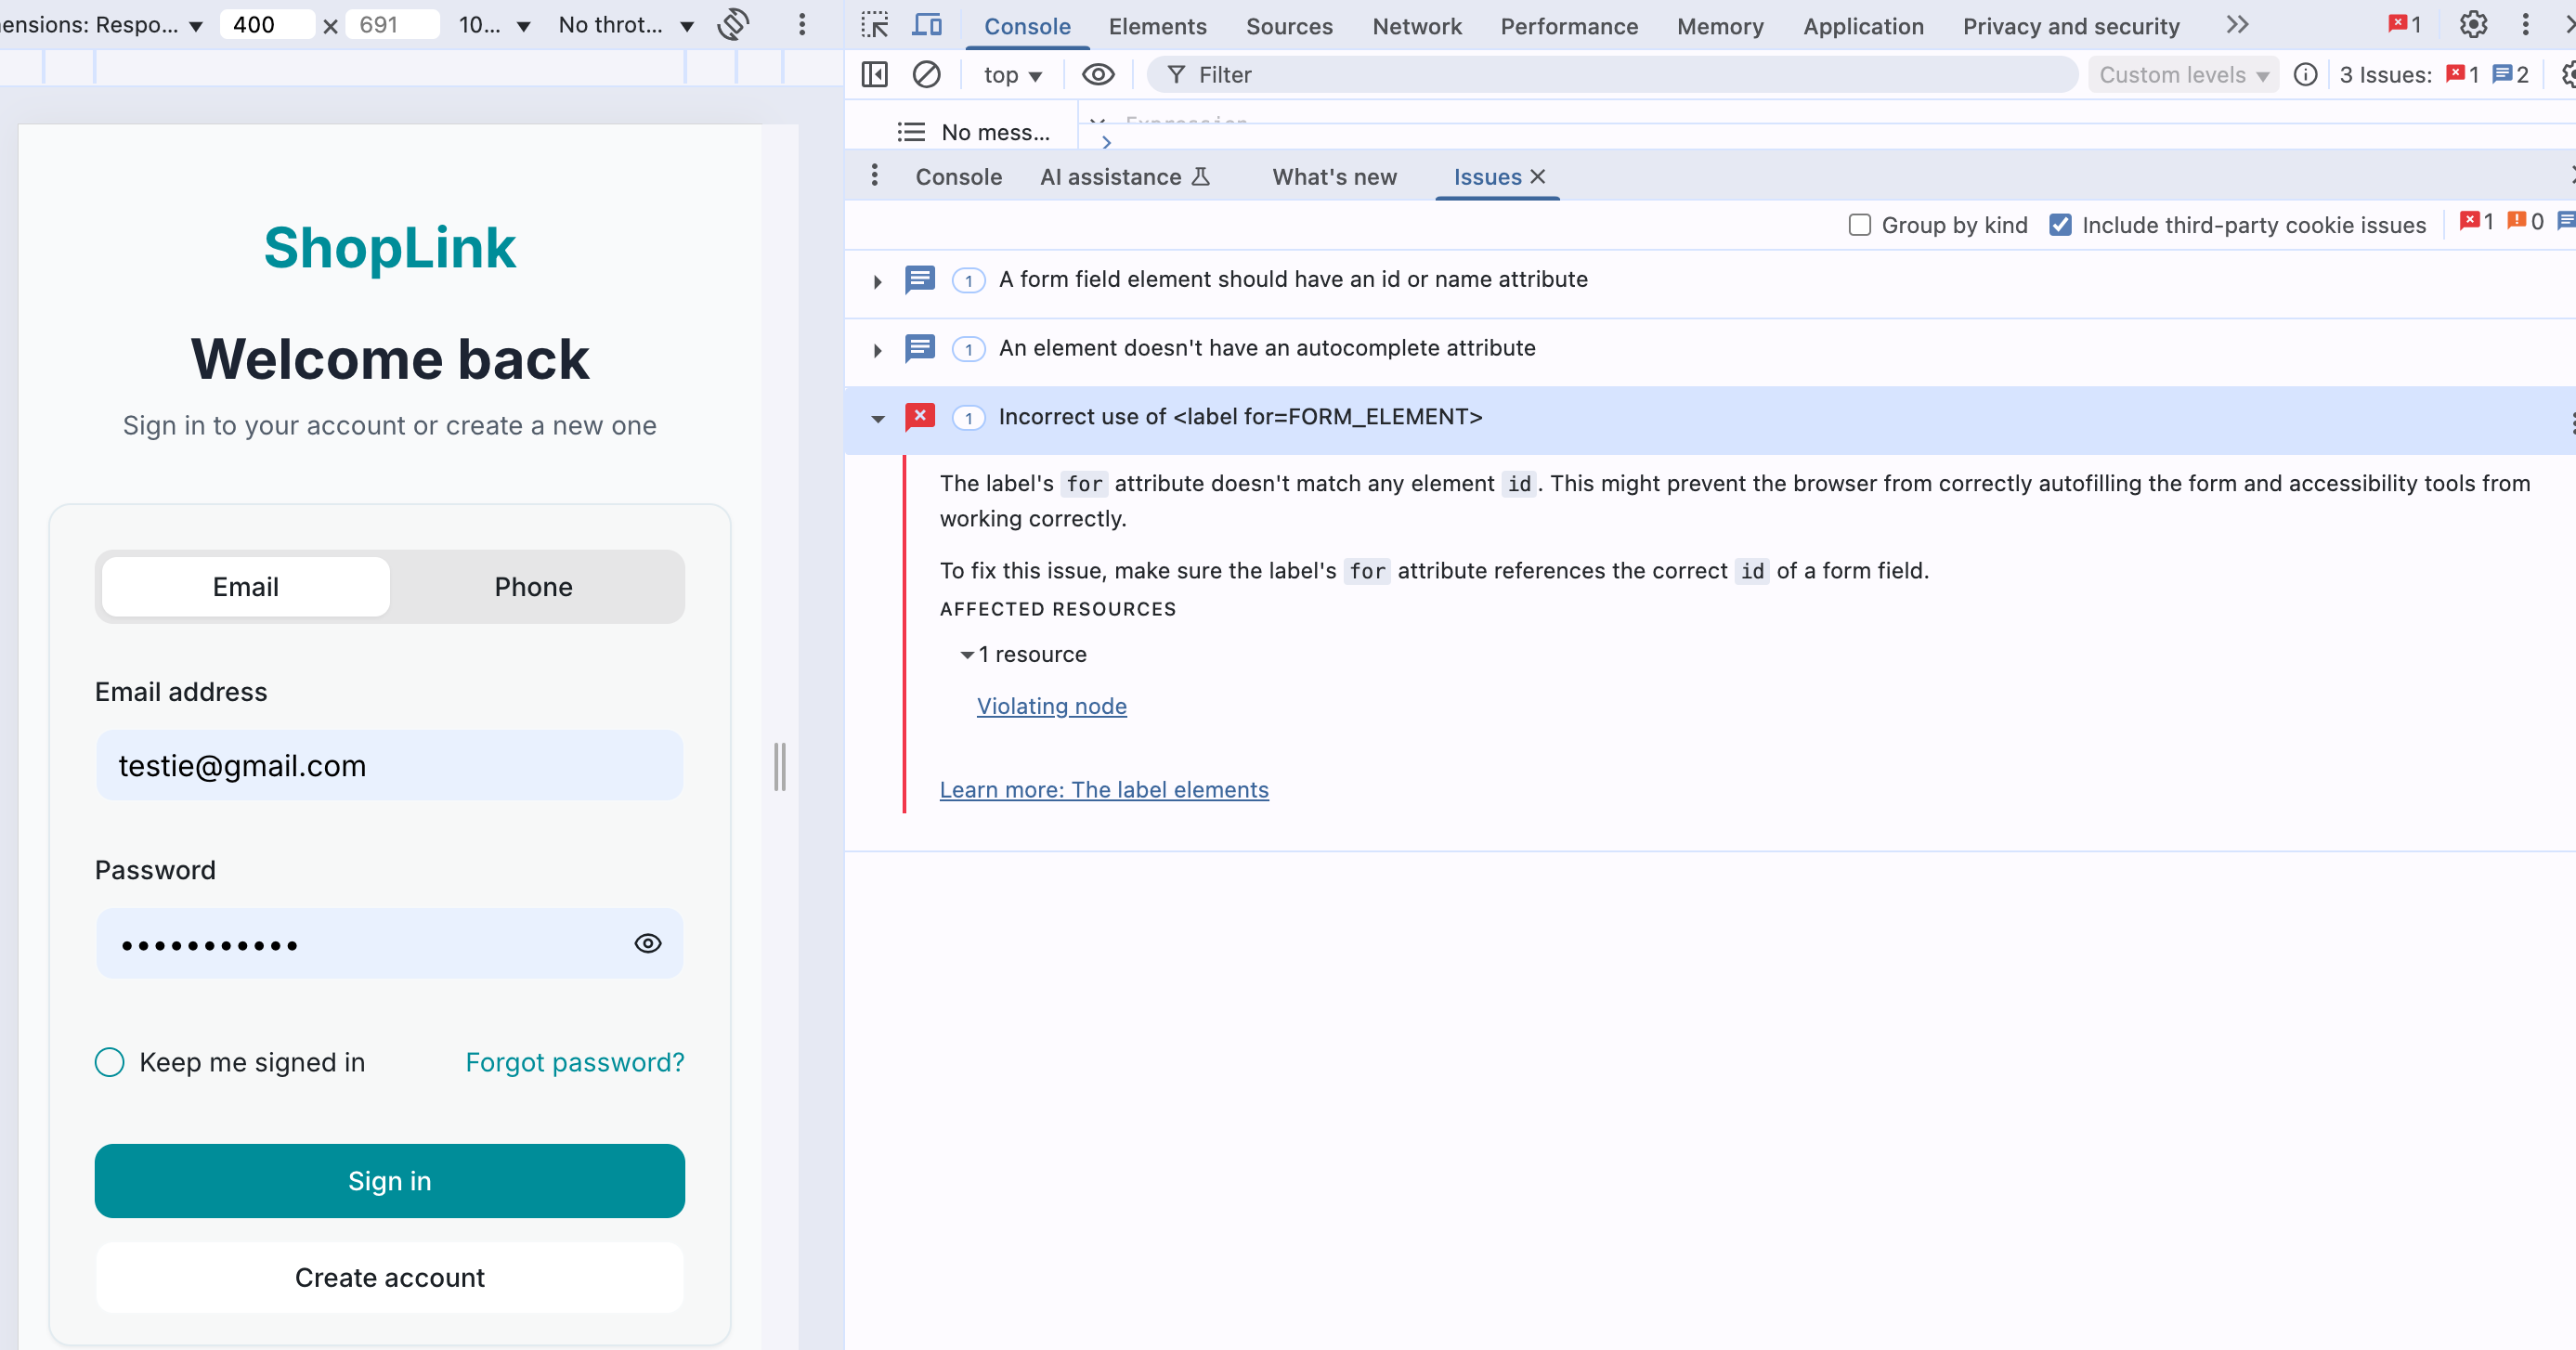 ensions: Respo... 400 × 691 10... No throt...
Console Elements Sources Network Performance Memory Application Privacy and security 1
top Filter Custom levels 3 Issues: 1 2
No mess...
Expression
Console AI assistance What's new Issues
Group by kind Include third-party cookie issues 1 0
1 A form field element should have an id or name attribute
1 An element doesn't have an autocomplete attribute
1 Incorrect use of <label for=FORM_ELEMENT>
The label's for attribute doesn't match any element id. This might prevent the browser from correctly autofilling the form and accessibility tools from
working correctly.
To fix this issue, make sure the label's for attribute references the correct id of a form field.
AFFECTED RESOURCES
1 resource
Violating node
Learn more: The label elements
ShopLink
Welcome back
Sign in to your account or create a new one
Email Phone
Email address
testie@gmail.com
Password
Keep me signed in Forgot password?
Sign in
Create account